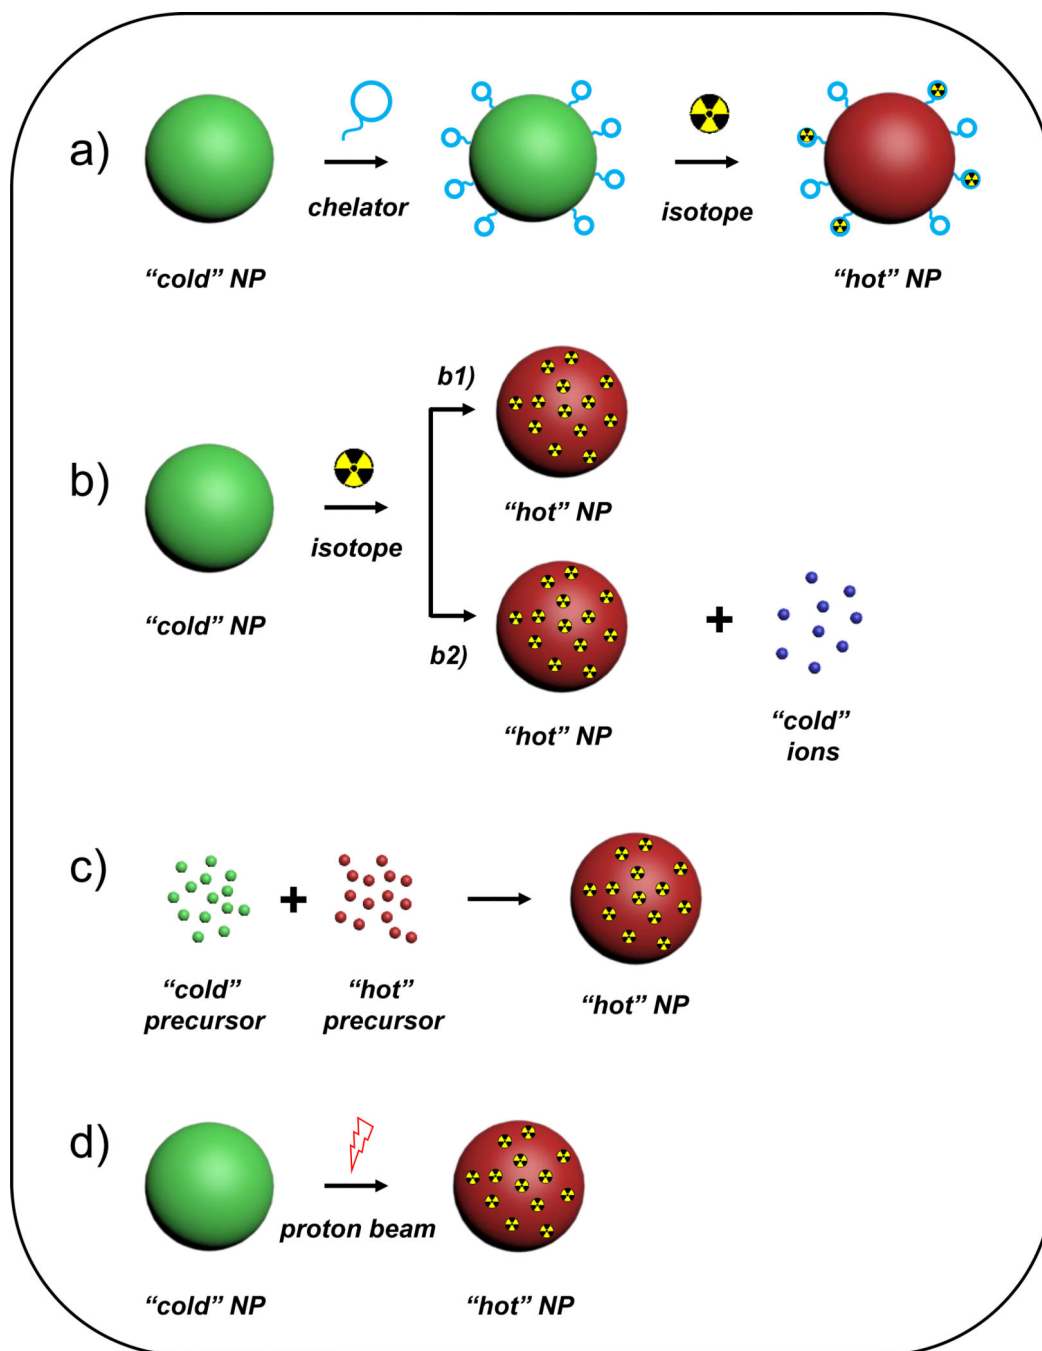 a)
chelator
isotope
“cold” NP
“hot” NP
b)
isotope
“cold” NP
b1)
“hot” NP
b2)
“hot” NP
+
“cold”
ions
c)
+
“cold”
precursor
“hot”
precursor
“hot” NP
d)
proton beam
“cold” NP
“hot” NP